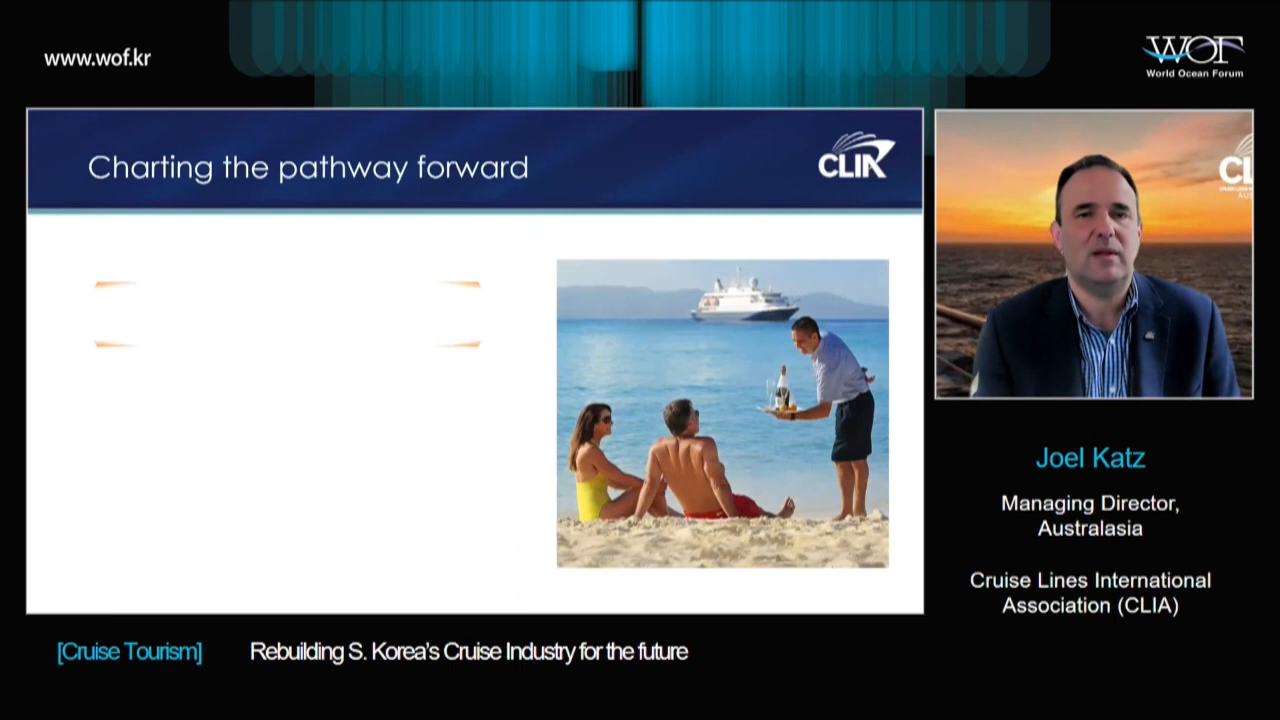 www.wof.kr
WOF
World Ocean Forum
Charting the pathway forward
CLIA
CL
Joel Katz
Managing Director,
Australasia
Cruise Lines International
Association (CLIA)
[Cruise Tourism] Rebuilding S. Korea's Cruise Industry for the future